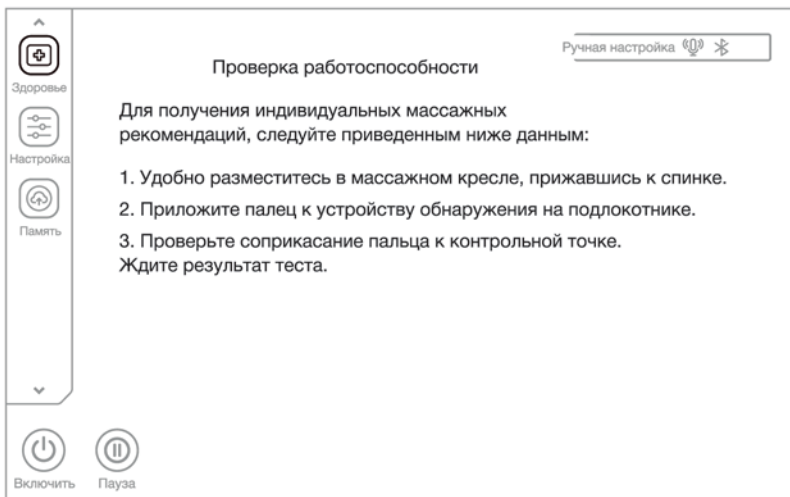 Ручная настройка
Проверка работоспособности
Здоровье
Для получения индивидуальных массажных
рекомендаций, следуйте приведенным ниже данным:
Настройка
1. Удобно разместитесь в массажном кресле, прижавшись к спинке.
2. Приложите палец к устройству обнаружения на подлокотнике.
Память
3. Проверьте соприкасание пальца к контрольной точке.
Ждите результат теста.
Включить
Пауза